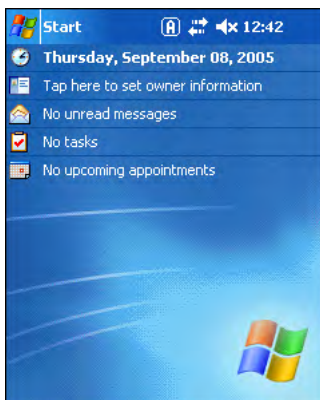 Start A 12:42
Thursday, September 08, 2005
Tap here to set owner information
No unread messages
No tasks
No upcoming appointments